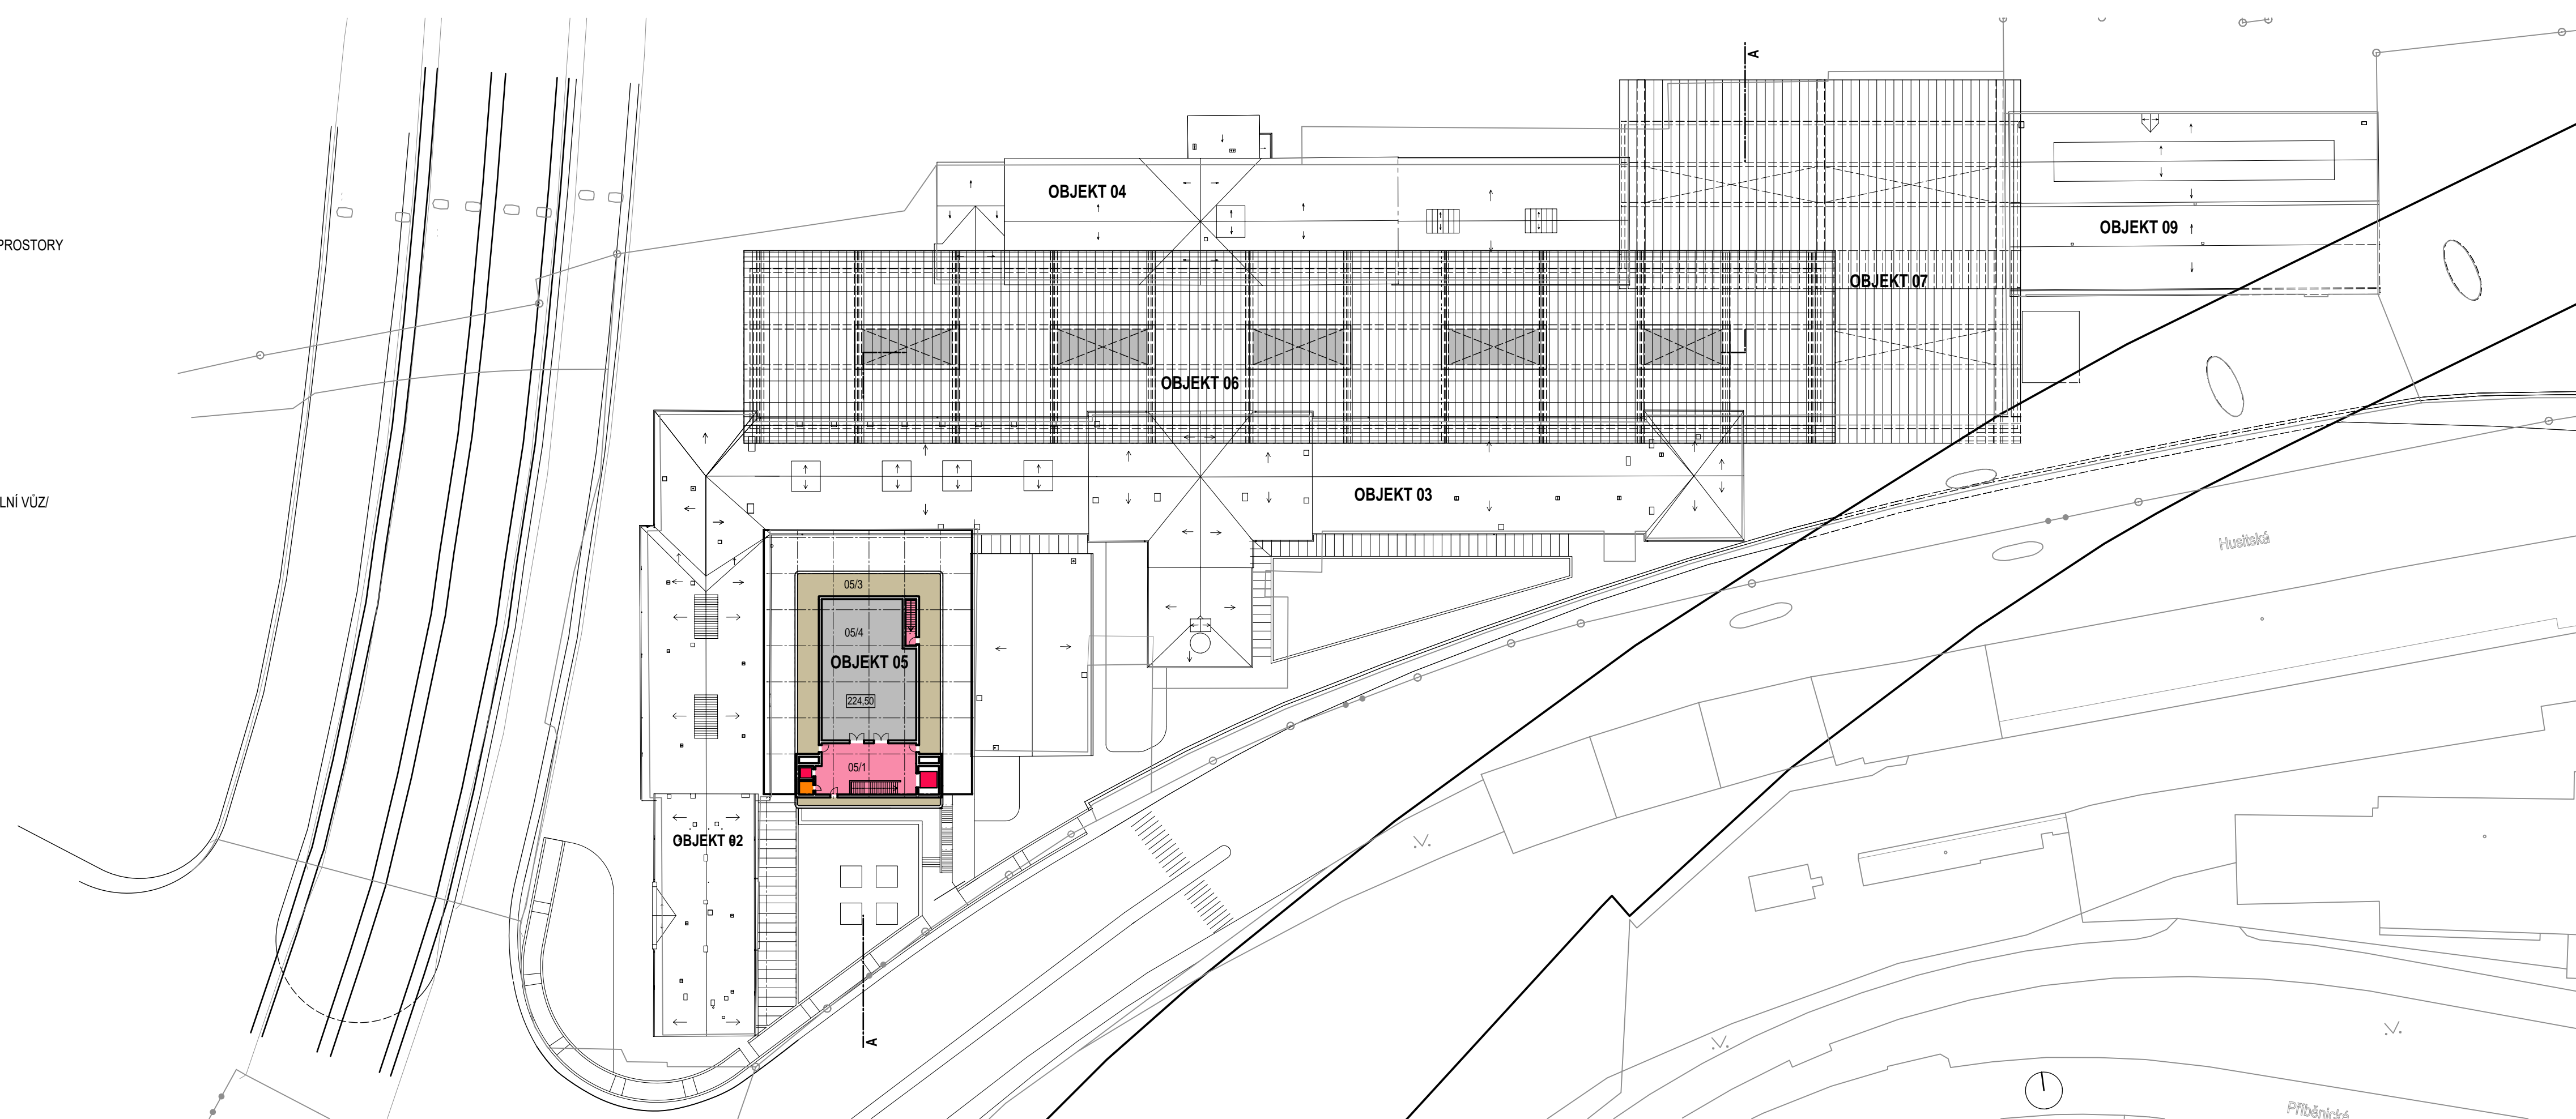 A
PROSTORY
OBJEKT 04
OBJEKT 09
OBJEKT 07
OBJEKT 06
LNÍ VŮZ/
OBJEKT 03
Husitská
05/3
05/4
OBJEKT 05
224,50
05/1
OBJEKT 02
A
Příběnická